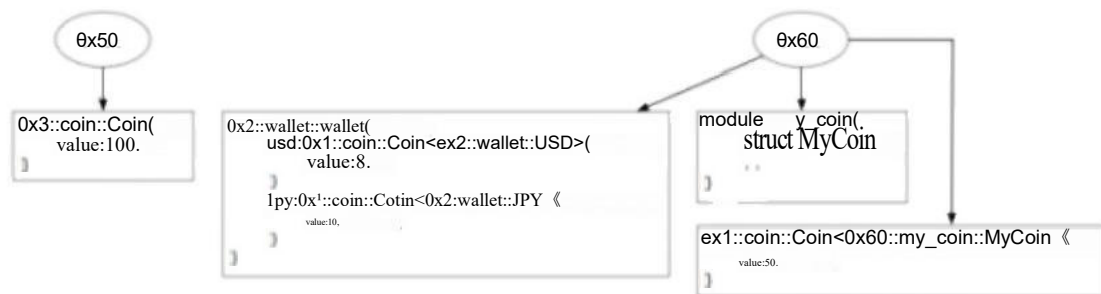 θx50
θx60
0x3::coin::Coin(
value:100.
}
0x2::wallet::wallet(
usd:0x1::coin::Coin<ex2::wallet::USD>(
value:8.
}
1py:0x¹::coin::Cotin<0x2:wallet::JPY《
value:10,
}
}
module y_coin(.
struct MyCoin
..
}
ex1::coin::Coin<0x60::my_coin::MyCoin《
value:50.
}